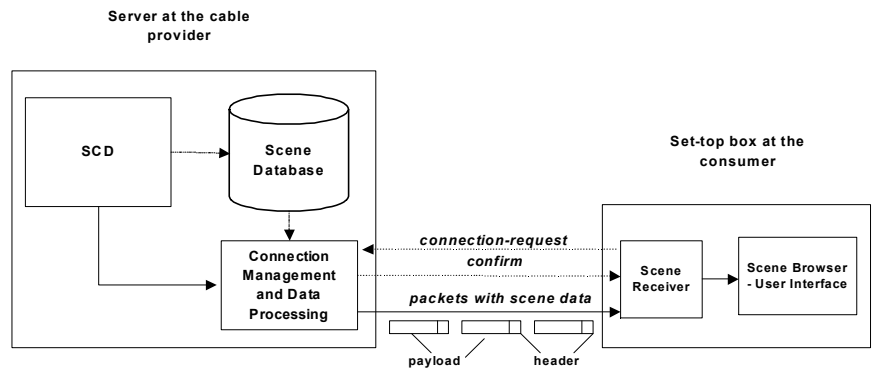 Server at the cable
provider
SCD
Scene
Database
Set-top box at the
consumer
connection-request
confirm
Connection
Management
and Data
Processing
Scene
Receiver
Scene Browser
- User Interface
packets with scene data
payload
header